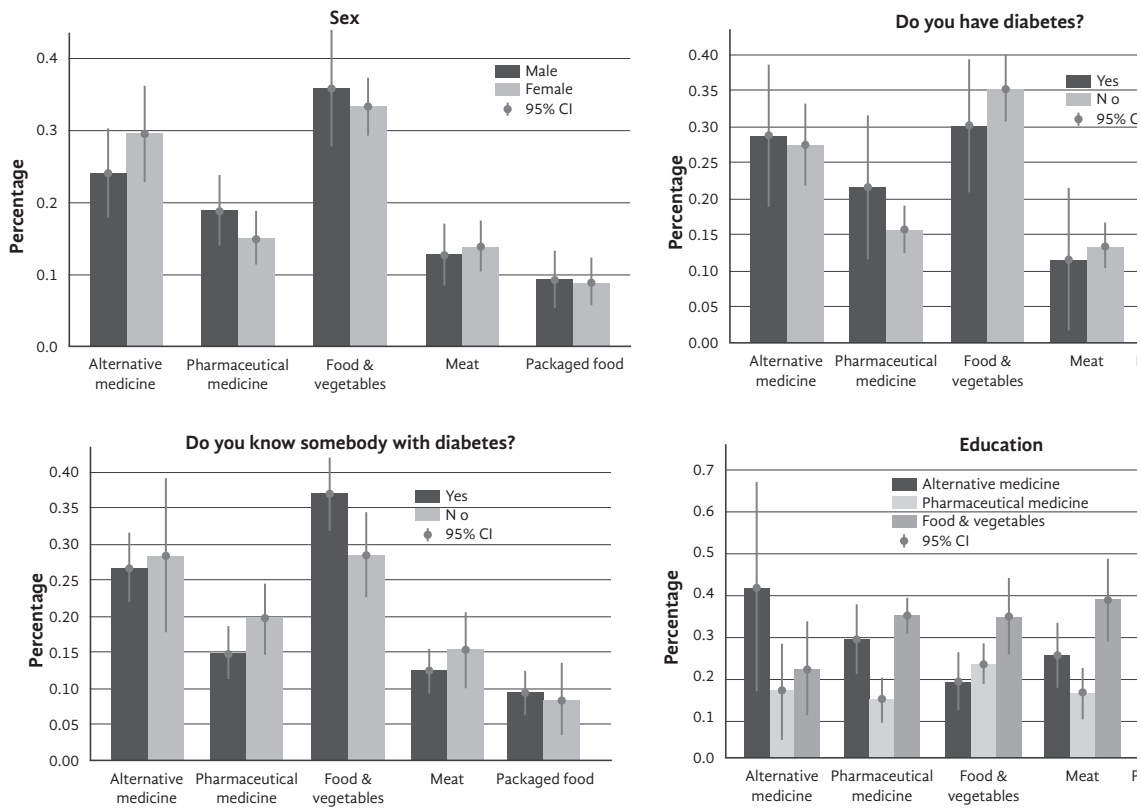 Sex
Percentage
0.4
0.3
0.2
0.1
0.0
Male
Female
95% CI
Alternative
medicine
Pharmaceutical
medicine
Food &
vegetables
Meat
Packaged food
Do you have diabetes?
Percentage
0.40
0.35
0.30
0.25
0.20
0.15
0.10
0.05
0.00
Yes
N o
95% C
Alternative
medicine
Pharmaceutical
medicine
Food &
vegetables
Meat
Do you know somebody with diabetes?
Percentage
0.40
0.35
0.30
0.25
0.20
0.15
0.10
0.05
0.00
Yes
N o
95% CI
Alternative
medicine
Pharmaceutical
medicine
Food &
vegetables
Meat
Packaged food
Education
Percentage
0.7
0.6
0.5
0.4
0.3
0.2
0.1
0.0
Alternative medicine
Pharmaceutical medicine
Food & vegetables
95% CI
Alternative
medicine
Pharmaceutical
medicine
Food &
vegetables
Meat